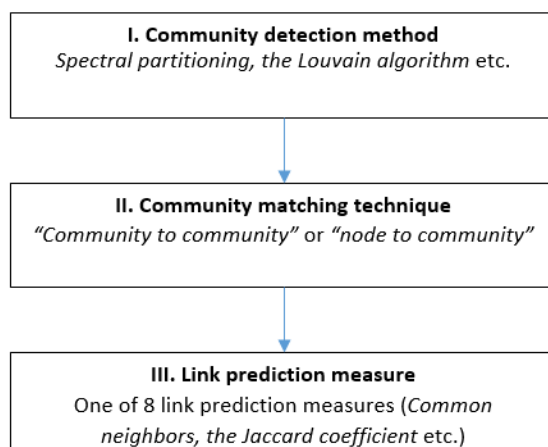 I. Community detection method
Spectral partitioning, the Louvain algorithm etc.
II. Community matching technique
“Community to community” or “node to community”
III. Link prediction measure
One of 8 link prediction measures (Common
neighbors, the Jaccard coefficient etc.)